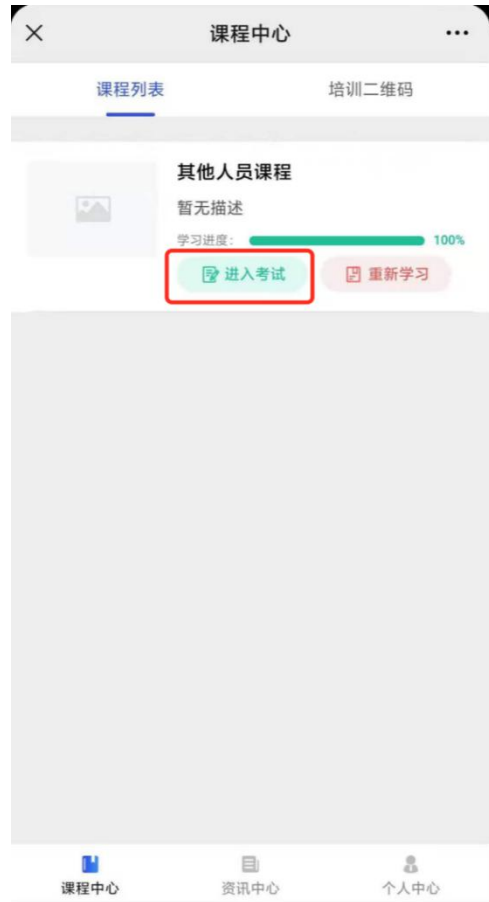 课程中心
课程列表 培训二维码
其他人员课程
暂无描述
学习进度: 100%
进入考试 重新学习
课程中心 资讯中心 个人中心